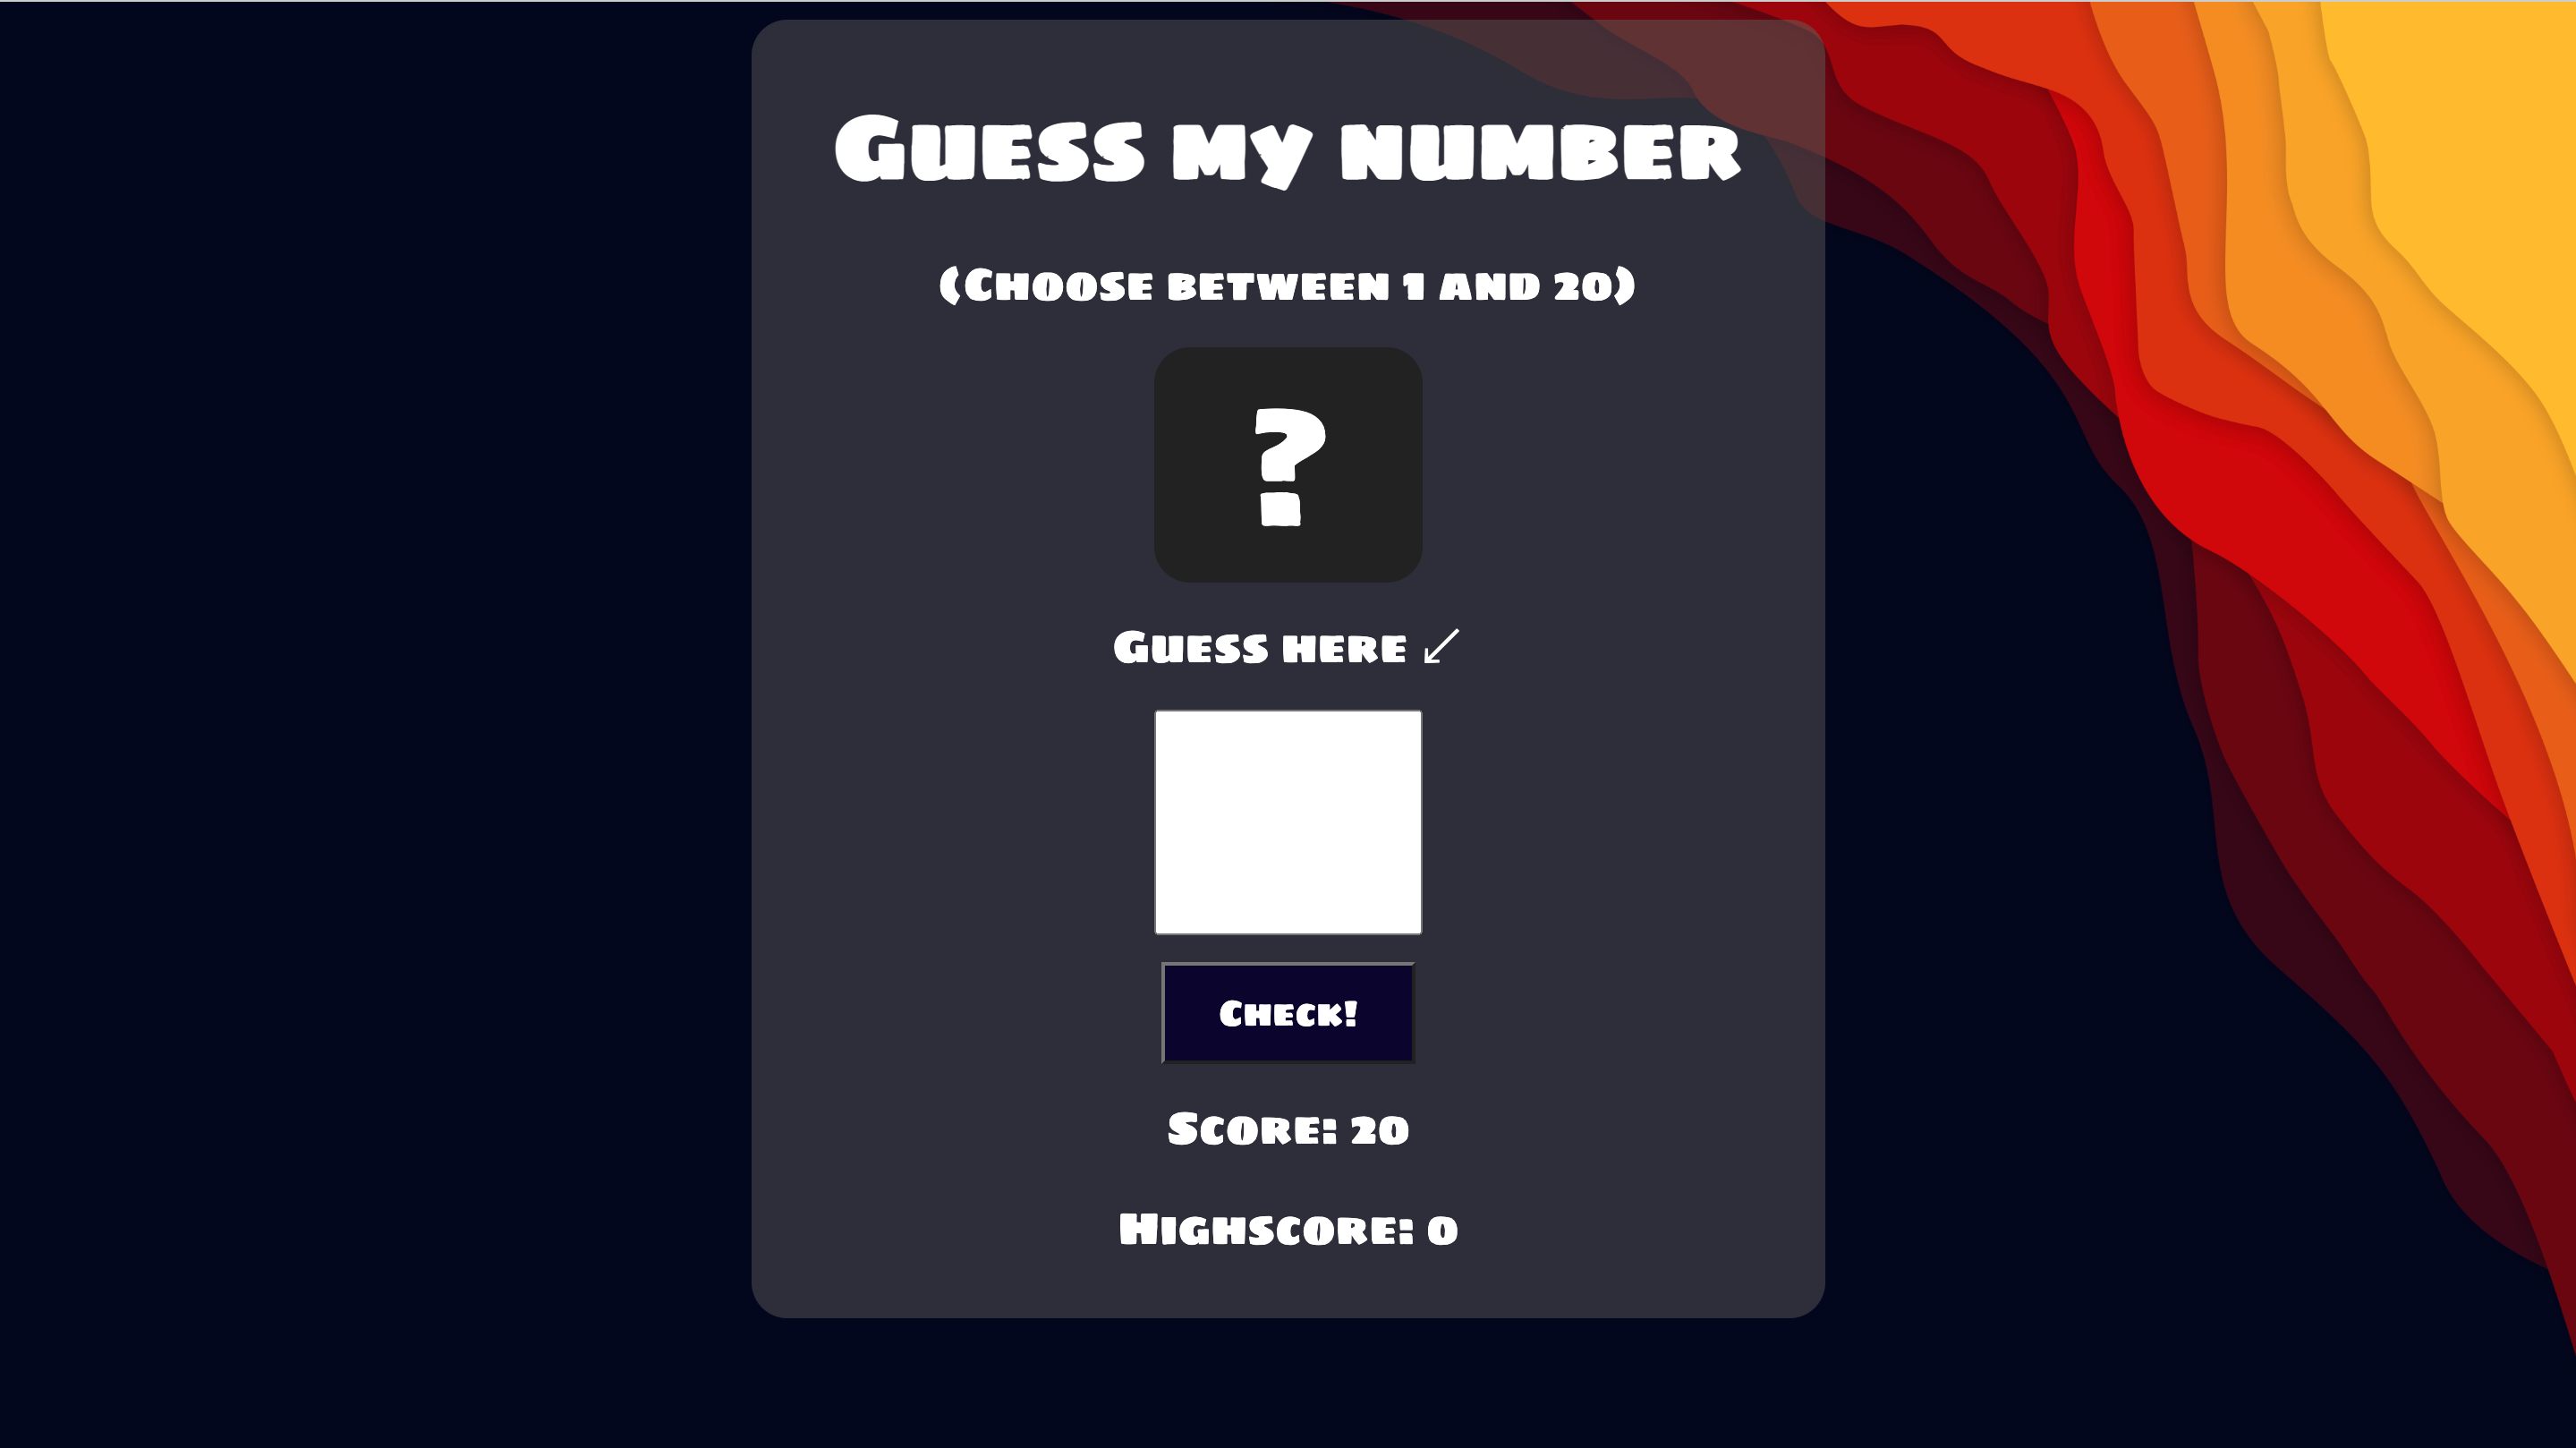 Guess my number
(Choose between 1 and 20)
?
Guess here ↙
Check!
Score: 20
Highscore: 0